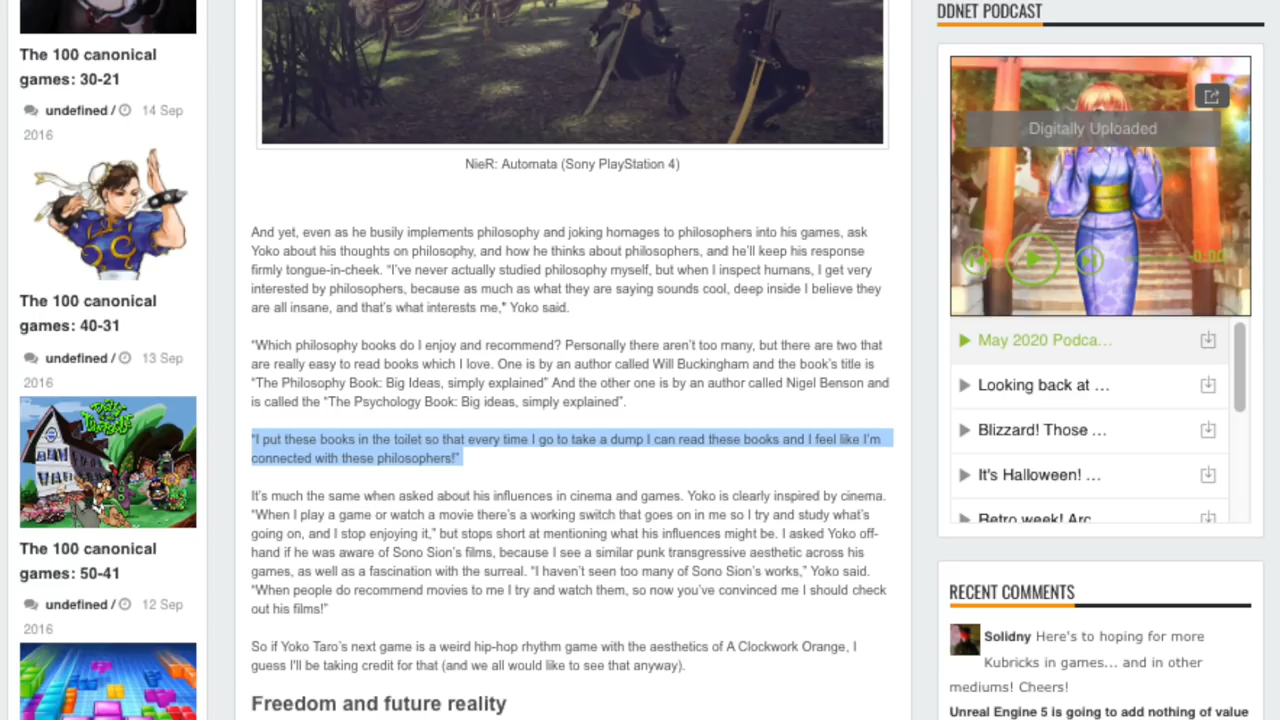 The 100 canonical
games: 30-21
undefined / 14 Sep
2016
The 100 canonical
games: 40-31
undefined / 13 Sep
2016
The 100 canonical
games: 50-41
undefined / 12 Sep
2016
NieR: Automata (Sony PlayStation 4)
And yet, even as he busily implements philosophy and joking homages to philosophers into his games, ask
Yoko about his thoughts on philosophy, and how he thinks about philosophers, and he'll keep his response
firmly tongue-in-cheek. “I've never actually studied philosophy myself, but when I inspect humans, I get very
interested by philosophers, because as much as what they are saying sounds cool, deep inside I believe they
are all insane, and that's what interests me,” Yoko said.
“Which philosophy books do I enjoy and recommend? Personally there aren't too many, but there are two that
are really easy to read books which I love. One is by an author called Will Buckingham and the book's title is
“The Philosophy Book: Big Ideas, simply explained” And the other one is by an author called Nigel Benson and
is called the “The Psychology Book: Big ideas, simply explained”.
“I put these books in the toilet so that every time I go to take a dump I can read these books and I feel like I'm
connected with these philosophers!”
It's much the same when asked about his influences in cinema and games. Yoko is clearly inspired by cinema.
“When I play a game or watch a movie there's a working switch that goes on in me so I try and study what's
going on, and I stop enjoying it,” but stops short at mentioning what his influences might be. I asked Yoko off-
hand if he was aware of Sono Sion's films, because I see a similar punk transgressive aesthetic across his
games, as well as a fascination with the surreal. “I haven't seen too many of Sono Sion's works,” Yoko said.
“When people do recommend movies to me I try and watch them, so now you've convinced me I should check
out his films!”
So if Yoko Taro's next game is a weird hip-hop rhythm game with the aesthetics of A Clockwork Orange, I
guess I'll be taking credit for that (and we all would like to see that anyway).
Freedom and future reality
DDNET PODCAST
Digitally Uploaded
-0:00
May 2020 Podca...
Looking back at ...
Blizzard! Those ...
It's Halloween! ...
Retro week! Arc
RECENT COMMENTS
Solidny Here's to hoping for more
Kubricks in games... and in other
mediums! Cheers!
Unreal Engine 5 is going to add nothing of value